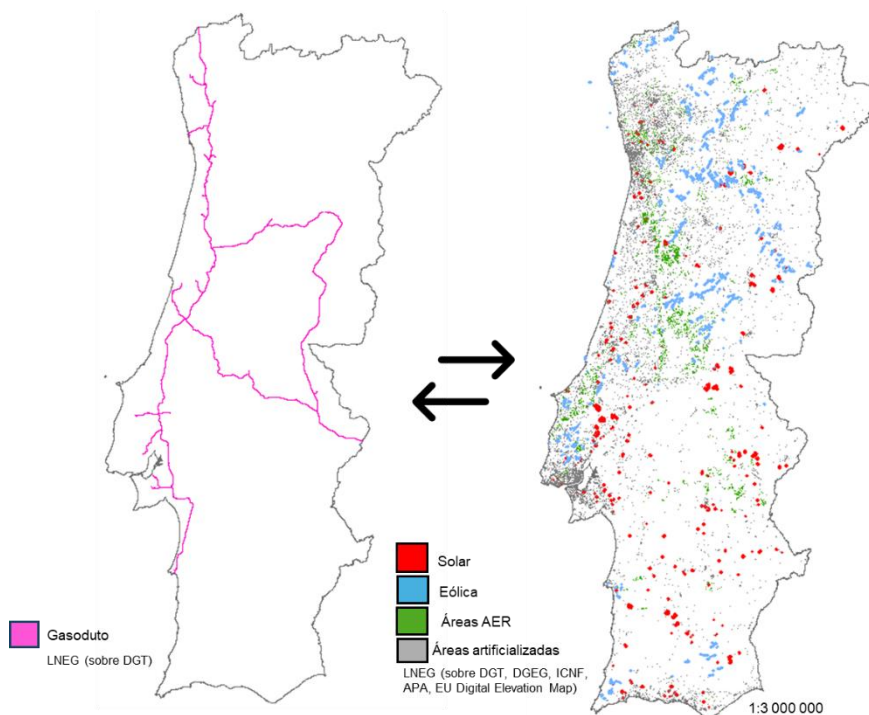 Gasoduto
LNEG (sobre DGT)
Solar
Eólica
Áreas AER
Áreas artificializadas
LNEG (sobre DGT, DGEG, ICNF,
APA, EU Digital Elevation Map)
1:3 000 000